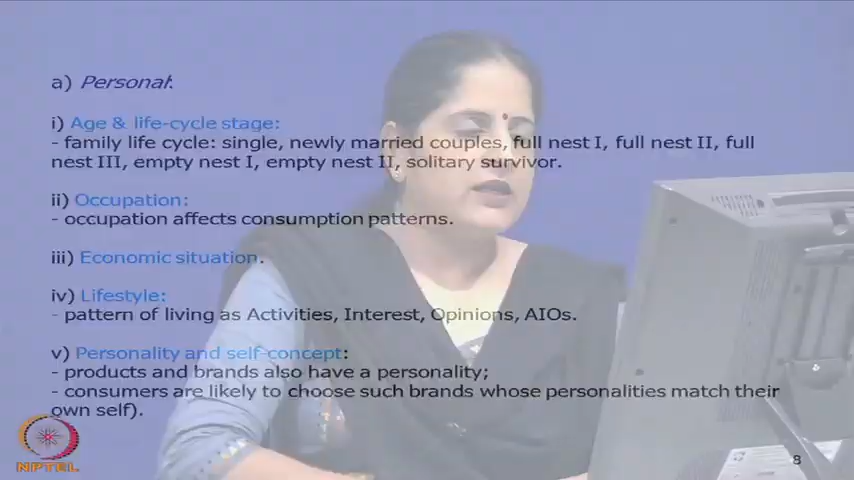 a) Personal:
i) Age & life-cycle stage:
- family life cycle: single, newly married couples, full nest I, full nest II, full
nest III, empty nest I, empty nest II, solitary survivor.
ii) Occupation:
- occupation affects consumption patterns.
iii) Economic situation.
iv) Lifestyle:
- pattern of living as Activities, Interest, Opinions, AIOs.
v) Personality and self-concept:
- products and brands also have a personality;
- consumers are likely to choose such brands whose personalities match their
own self).
NPTEL
8